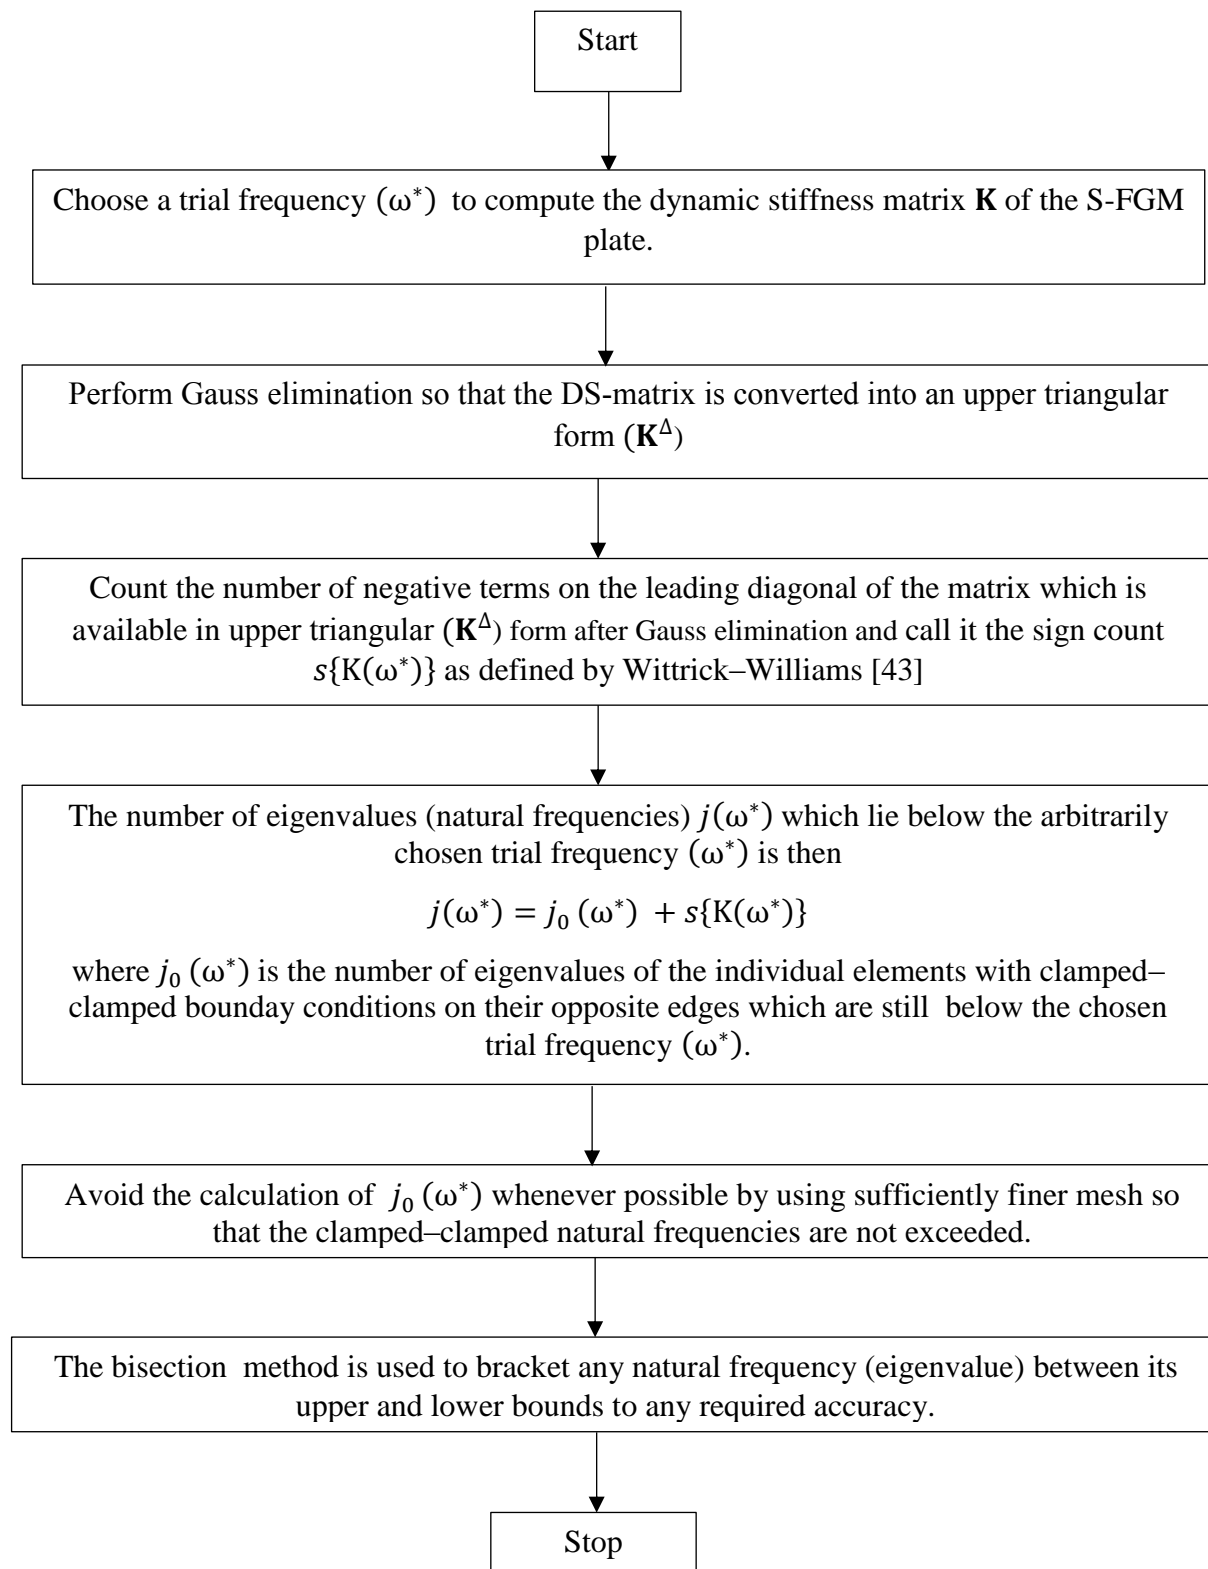 Start
Choose a trial frequency (ω*) to compute the dynamic stiffness matrix K of the S-FGM
plate.
Perform Gauss elimination so that the DS-matrix is converted into an upper triangular
form (K^Δ)
Count the number of negative terms on the leading diagonal of the matrix which is
available in upper triangular (K^Δ) form after Gauss elimination and call it the sign count
s{K(ω*)} as defined by Wittrick–Williams [43]
The number of eigenvalues (natural frequencies) j(ω*) which lie below the arbitrarily
chosen trial frequency (ω*) is then
j(ω*) = j₀ (ω*) + s{K(ω*)}
where j₀ (ω*) is the number of eigenvalues of the individual elements with clamped–
clamped bounday conditions on their opposite edges which are still below the chosen
trial frequency (ω*).
Avoid the calculation of j₀ (ω*) whenever possible by using sufficiently finer mesh so
that the clamped–clamped natural frequencies are not exceeded.
The bisection method is used to bracket any natural frequency (eigenvalue) between its
upper and lower bounds to any required accuracy.
Stop